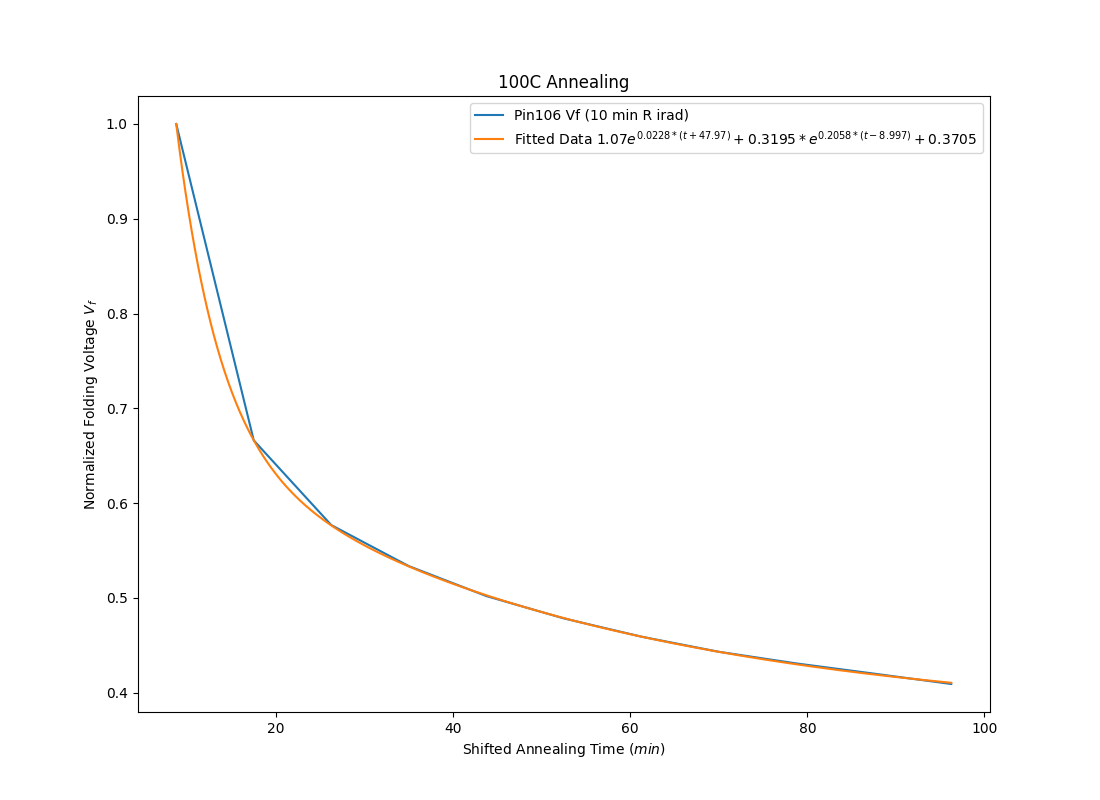 100C Annealing
Pin106 Vf (10 min R irad)
Fitted Data $1.07e^{0.0228*(t+47.97)}+0.3195*e^{0.2058*(t-8.997)}+0.3705$
1.0
0.9
0.8
0.7
0.6
0.5
0.4
Normalized Folding Voltage $V_f$
20 40 60 80 100
Shifted Annealing Time (min)